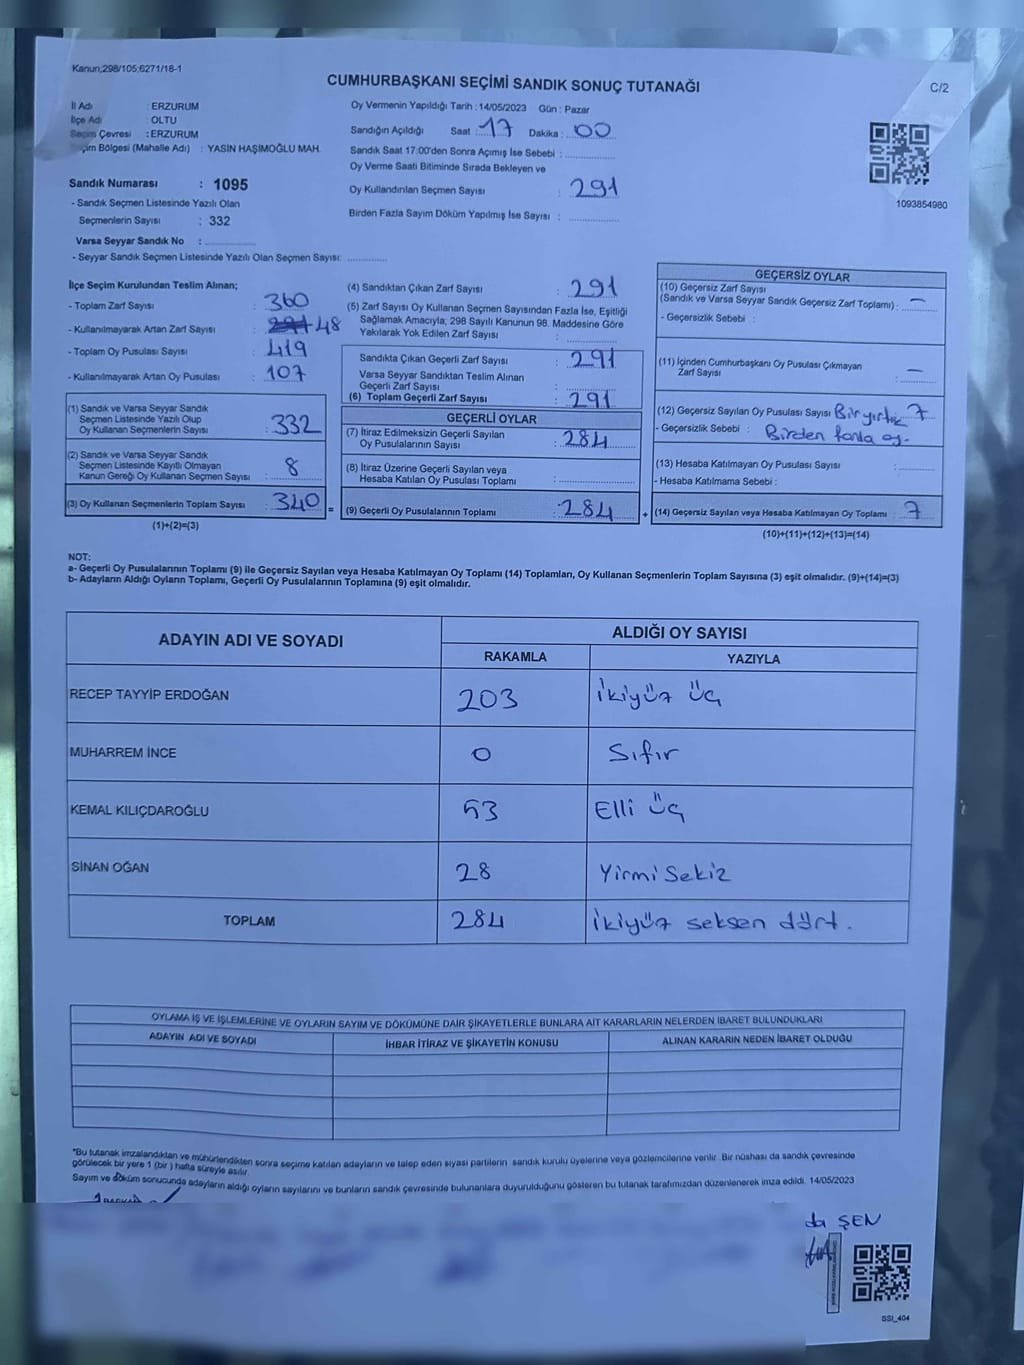 Kanun;298/105;6271/18-1
CUMHURBAŞKANI SEÇİMİ SANDIK SONUÇ TUTANAĞI
C/2
İl Adı : ERZURUM
İlçe Adı : OLTU
Seçim Çevresi : ERZURUM
Seçim Bölgesi (Mahalle Adı) : YASİN HAŞİMOĞLU MAH.
Sandık Numarası : 1095
- Sandık Seçmen Listesinde Yazılı Olan
Seçmenlerin Sayısı : 332
Varsa Seyyar Sandık No :
- Seyyar Sandık Seçmen Listesinde Yazılı Olan Seçmen Sayısı:
Oy Vermenin Yapıldığı Tarih : 14/05/2023 Gün : Pazar
Sandığın Açıldığı Saat : 17 Dakika : 00
Sandık Saat 17:00'den Sonra Açımış İse Sebebi :
Oy Verme Saati Bitiminde Sırada Bekleyen ve
Oy Kullandırılan Seçmen Sayısı : 291
Birden Fazla Sayım Döküm Yapılmış İse Sayısı :
1093854980
İlçe Seçim Kurulundan Teslim Alınan;
- Toplam Zarf Sayısı : 360
- Kullanılmayarak Artan Zarf Sayısı : 291 48
- Toplam Oy Pusulası Sayısı : 419
- Kullanılmayarak Artan Oy Pusulası : 107
(1) Sandık ve Varsa Seyyar Sandık
Seçmen Listesinde Yazılı Olup
Oy Kullanan Seçmenlerin Sayısı : 332
(2) Sandık ve Varsa Seyyar Sandık
Seçmen Listesinde Kayıtlı Olmayan
Kanun Gereği Oy Kullanan Seçmen Sayısı : 8
(3) Oy Kullanan Seçmenlerin Toplam Sayısı : 340 =
(1)+(2)=(3)
(4) Sandıktan Çıkan Zarf Sayısı : 291
(5) Zarf Sayısı Oy Kullanan Seçmen Sayısından Fazla İse, Eşitliği
Sağlamak Amacıyla; 298 Sayılı Kanunun 98. Maddesine Göre
Yakılarak Yok Edilen Zarf Sayısı :
Sandıkta Çıkan Geçerli Zarf Sayısı : 291
Varsa Seyyar Sandıktan Teslim Alınan
Geçerli Zarf Sayısı :
(6) Toplam Geçerli Zarf Sayısı : 291
GEÇERLİ OYLAR
(7) İtiraz Edilmeksizin Geçerli Sayılan
Oy Pusulalarının Sayısı : 284
(8) İtiraz Üzerine Geçerli Sayılan veya
Hesaba Katılan Oy Pusulası Toplamı :
(9) Geçerli Oy Pusulalarının Toplamı : 284 +
GEÇERSİZ OYLAR
(10) Geçersiz Zarf Sayısı
(Sandık ve Varsa Seyyar Sandık Geçersiz Zarf Toplamı) : —
- Geçersizlik Sebebi :
(11) İçinden Cumhurbaşkanı Oy Pusulası Çıkmayan
Zarf Sayısı : —
(12) Geçersiz Sayılan Oy Pusulası Sayısı Bir yırtık 7
- Geçersizlik Sebebi : Birden fazla oy.
(13) Hesaba Katılmayan Oy Pusulası Sayısı :
- Hesaba Katılmama Sebebi :
(14) Geçersiz Sayılan veya Hesaba Katılmayan Oy Toplamı : 7
(10)+(11)+(12)+(13)=(14)
NOT:
a- Geçerli Oy Pusulalarının Toplamı (9) ile Geçersiz Sayılan veya Hesaba Katılmayan Oy Toplamı (14) Toplamları, Oy Kullanan Seçmenlerin Toplam Sayısına (3) eşit olmalıdır. (9)+(14)=(3)
b- Adayların Aldığı Oyların Toplamı, Geçerli Oy Pusulalarının Toplamına (9) eşit olmalıdır.
ADAYIN ADI VE SOYADI ALDIĞI OY SAYISI
RAKAMLA YAZIYLA
RECEP TAYYİP ERDOĞAN 203 İkiyüz üç
MUHARREM İNCE 0 Sıfır
KEMAL KILIÇDAROĞLU 53 Elli üç
SİNAN OĞAN 28 Yirmi Sekiz
TOPLAM 284 İkiyüz seksen dört.
OYLAMA İŞ VE İŞLEMLERİNE VE OYLARIN SAYIM VE DÖKÜMÜNE DAİR ŞİKAYETLERLE BUNLARA AİT KARARLARIN NELERDEN İBARET BULUNDUKLARI
ADAYIN ADI VE SOYADI İHBAR İTİRAZ VE ŞİKAYETİN KONUSU ALINAN KARARIN NEDEN İBARET OLDUĞU
*Bu tutanak imzalandıktan ve mühürlendikten sonra seçime katılan adayların ve talep eden siyasi partilerin sandık kurulu üyelerine veya gözlemcilerine verilir. Bir nüshası da sandık çevresinde
görülecek bir yere 1 (bir ) hafta süreyle asılır.
Sayım ve döküm sonucunda adayların aldığı oyların sayılarını ve bunların sandık çevresinde bulunanlara duyurulduğunu gösteren bu tutanak tarafımızdan düzenlenerek imza edildi. 14/05/2023
da ŞEN
SSI_404